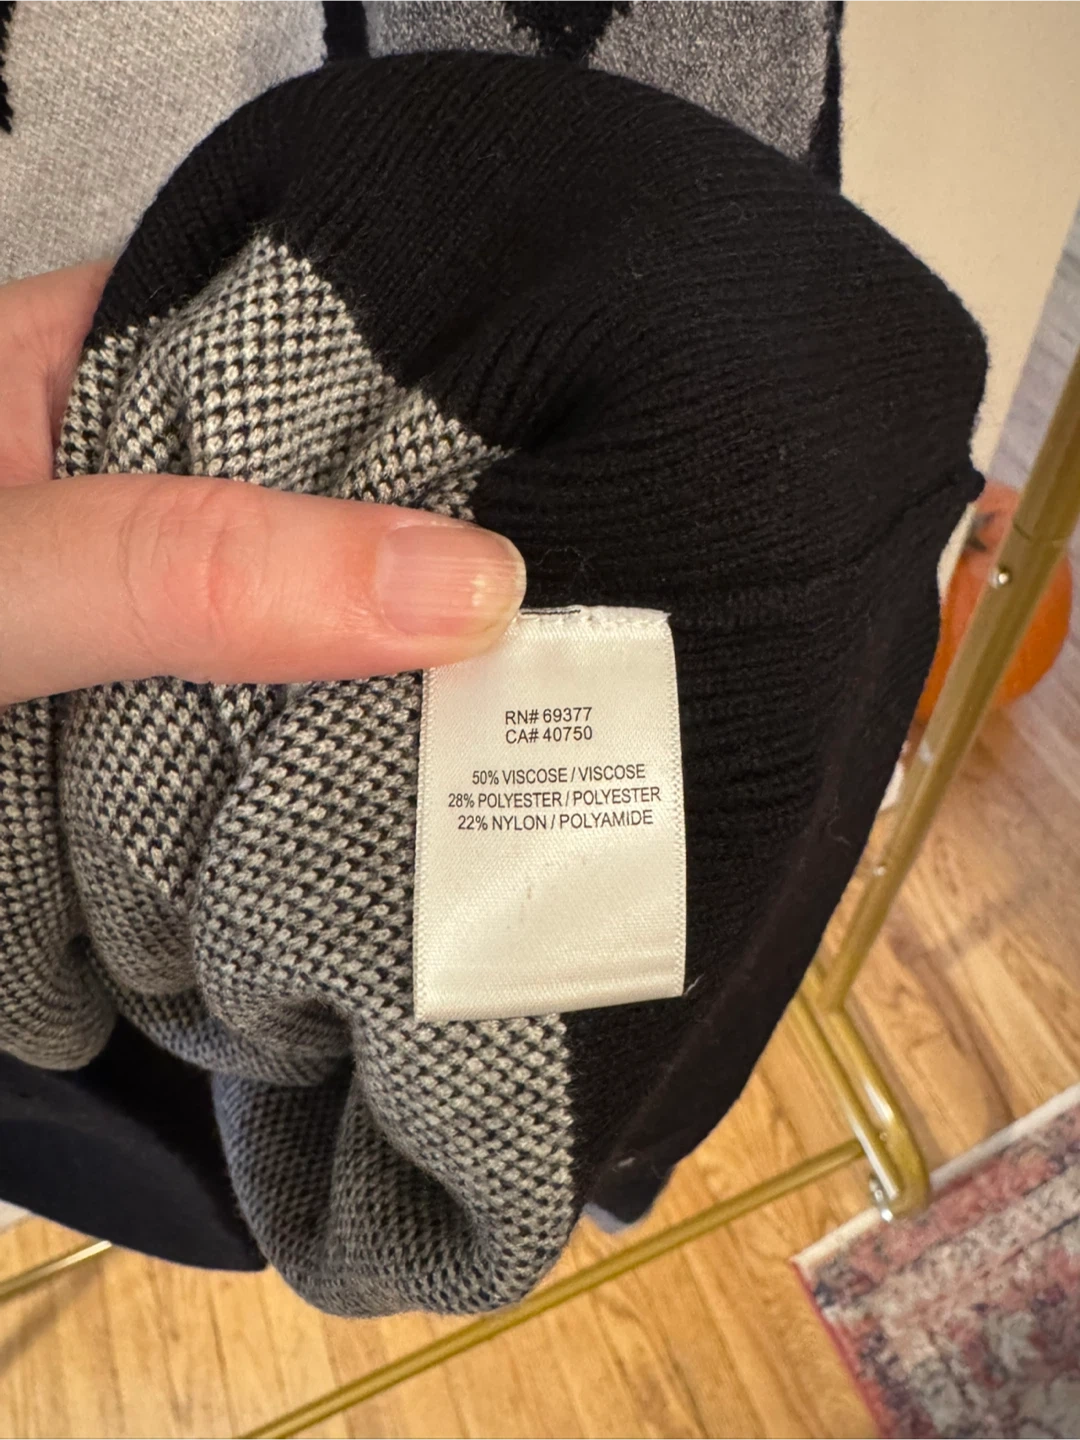 RN# 69377
CA# 40750
50% VISCOSE / VISCOSE
28% POLYESTER / POLYESTER
22% NYLON / POLYAMIDE